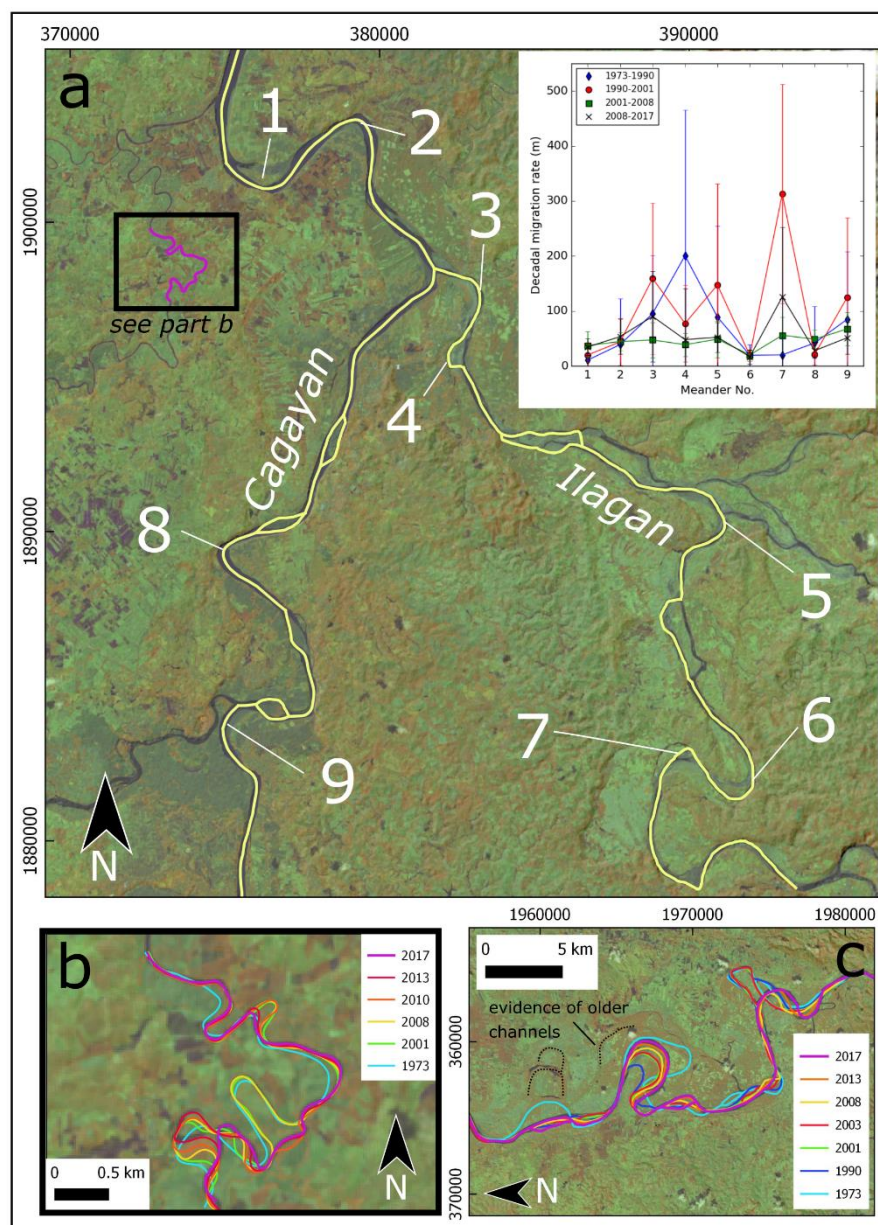 370000
380000
390000
1900000
1890000
1880000
a
1
2
3
4
5
6
7
8
9
see part b
Cagayan
Ilagan
N
1973-1990
1990-2001
2001-2008
2008-2017
Decadal migration rate (m)
500
400
300
200
100
0
1 2 3 4 5 6 7 8 9
Meander No.
b
2017
2013
2010
2008
2001
1973
0 0.5 km
N
1960000
1970000
1980000
360000
370000
c
0 5 km
evidence of older
channels
2017
2013
2008
2003
2001
1990
1973
N